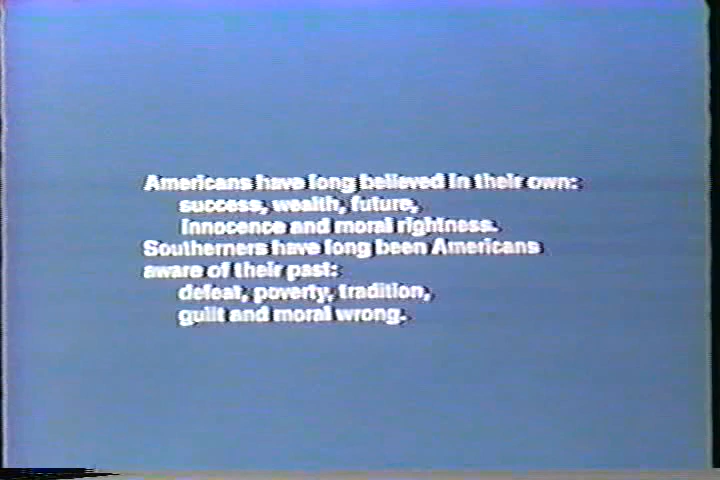 Americans have long believed in their own:
success, wealth, future,
innocence and moral rightness.
Southerners have long been Americans
aware of their past:
defeat, poverty, tradition,
guilt and moral wrong.